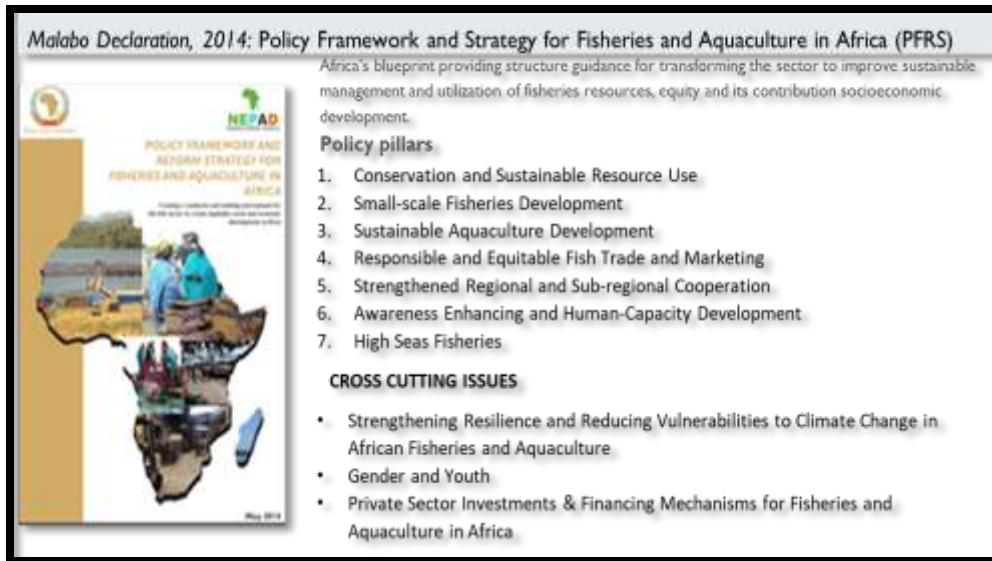 Malabo Declaration, 2014: Policy Framework and Strategy for Fisheries and Aquaculture in Africa (PFRS)
Africa's blueprint providing structure guidance for transforming the sector to improve sustainable
management and utilization of fisheries resources, equity and its contribution socioeconomic
development.
NEPAD
POLICY FRAMEWORK AND
REFORM STRATEGY FOR
FISHERIES AND AQUACULTURE IN
AFRICA
May 2014
Policy pillars
1. Conservation and Sustainable Resource Use
2. Small-scale Fisheries Development
3. Sustainable Aquaculture Development
4. Responsible and Equitable Fish Trade and Marketing
5. Strengthened Regional and Sub-regional Cooperation
6. Awareness Enhancing and Human-Capacity Development
7. High Seas Fisheries
CROSS CUTTING ISSUES
• Strengthening Resilience and Reducing Vulnerabilities to Climate Change in
African Fisheries and Aquaculture
• Gender and Youth
• Private Sector Investments & Financing Mechanisms for Fisheries and
Aquaculture in Africa